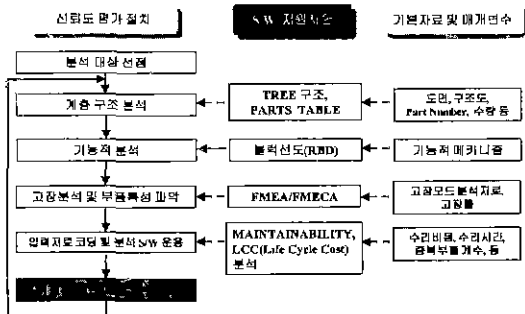 신뢰도 평가 절차
S/W 지원사항
기본자료 및 매개변수
분석 대상 선정
계층 구조 분석
TREE 구조,
PARTS TABLE
도면, 구조도,
Part Number, 수량 등
기능적 분석
블럭선도(RBD)
기능적 메카니즘
고장분석 및 부품특성 파악
FMEA/FMECA
고장모드분석자료,
고장률
입력자료코딩 및 분석 S/W 운용
MAINTAINABILITY,
LCC(Life Cycle Cost)
분석
수리비용, 수리시간,
중복부품개수, 등